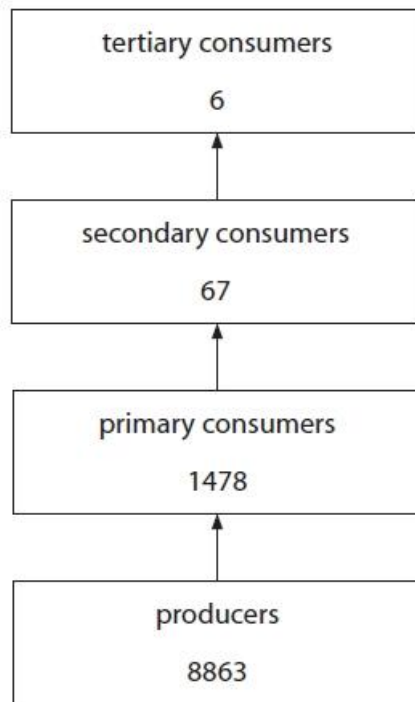 tertiary consumers
6
secondary consumers
67
primary consumers
1478
producers
8863